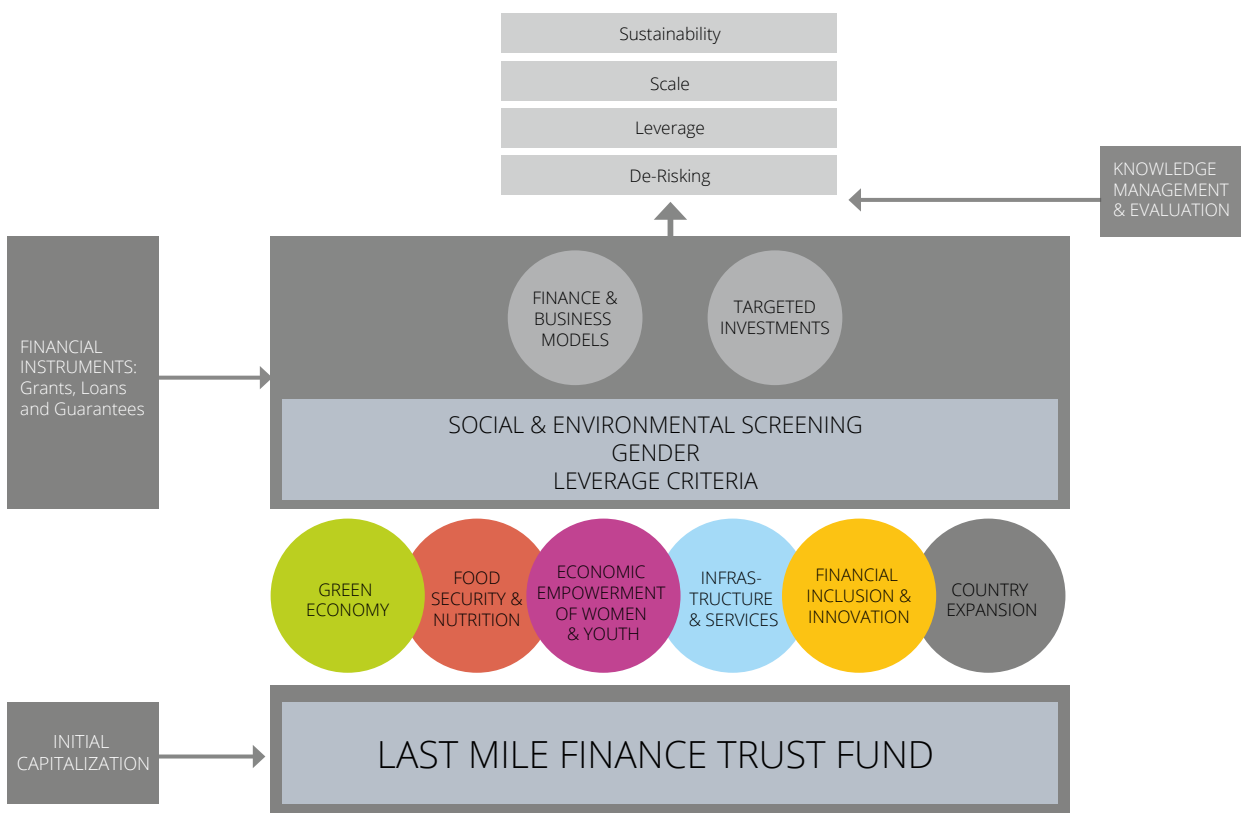 Sustainability
Scale
Leverage
De-Risking
KNOWLEDGE
MANAGEMENT
& EVALUATION
FINANCIAL
INSTRUMENTS:
Grants, Loans
and Guarantees
FINANCE &
BUSINESS
MODELS
TARGETED
INVESTMENTS
SOCIAL & ENVIRONMENTAL SCREENING
GENDER
LEVERAGE CRITERIA
GREEN
ECONOMY
FOOD
SECURITY &
NUTRITION
ECONOMIC
EMPOWERMENT
OF WOMEN
& YOUTH
INFRAS-
TRUCTURE
& SERVICES
FINANCIAL
INCLUSION &
INNOVATION
COUNTRY
EXPANSION
INITIAL
CAPITALIZATION
LAST MILE FINANCE TRUST FUND